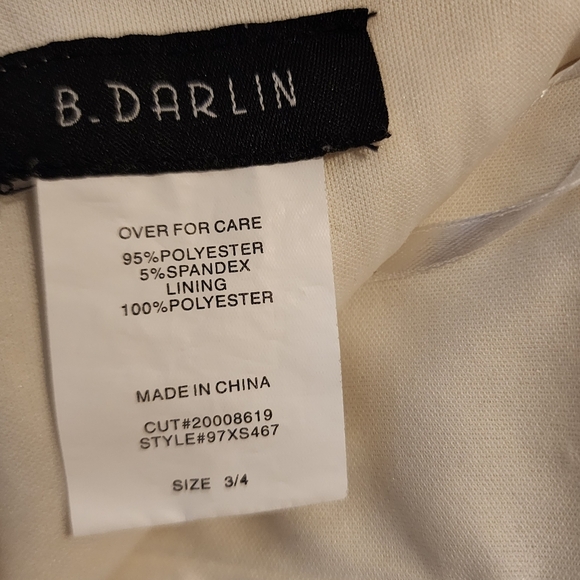 B. DARLIN
OVER FOR CARE
95%POLYESTER
5%SPANDEX
LINING
100%POLYESTER
MADE IN CHINA
CUT#20008619
STYLE#97XS467
SIZE 3/4